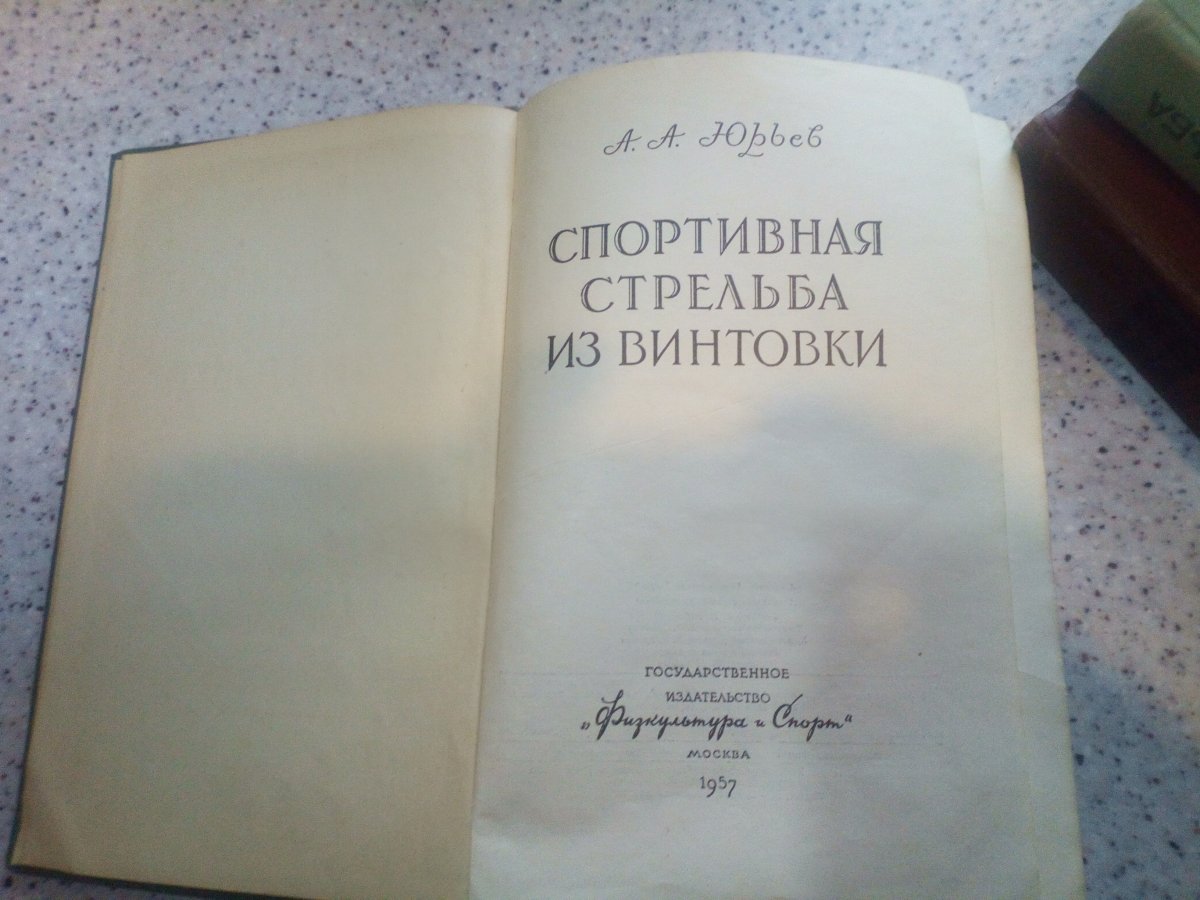 А. А. Юрьев
СПОРТИВНАЯ
СТРЕЛЬБА
ИЗ ВИНТОВКИ
ГОСУДАРСТВЕННОЕ
ИЗДАТЕЛЬСТВО
„Физкультура и Спорт"
МОСКВА
1957